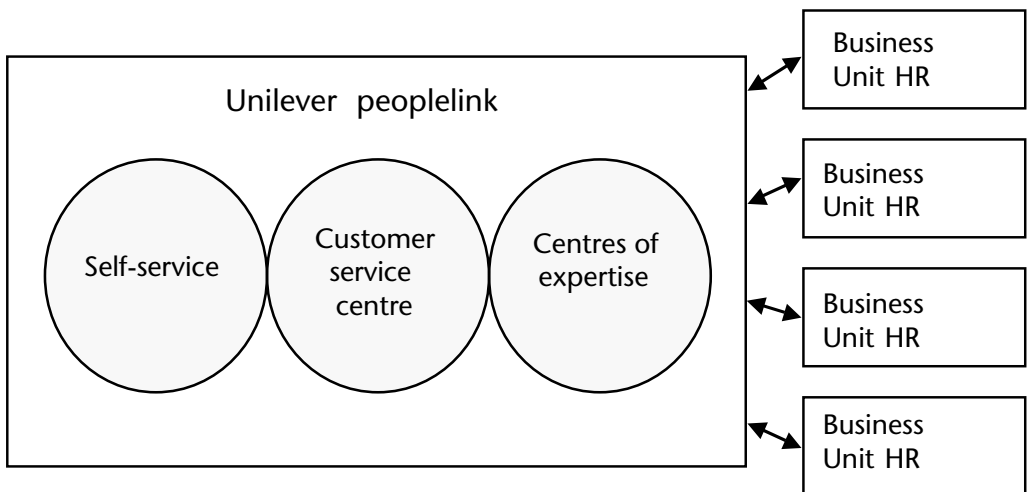 Unilever peoplelink
Self-service
Customer
service
centre
Centres of
expertise
Business
Unit HR
Business
Unit HR
Business
Unit HR
Business
Unit HR